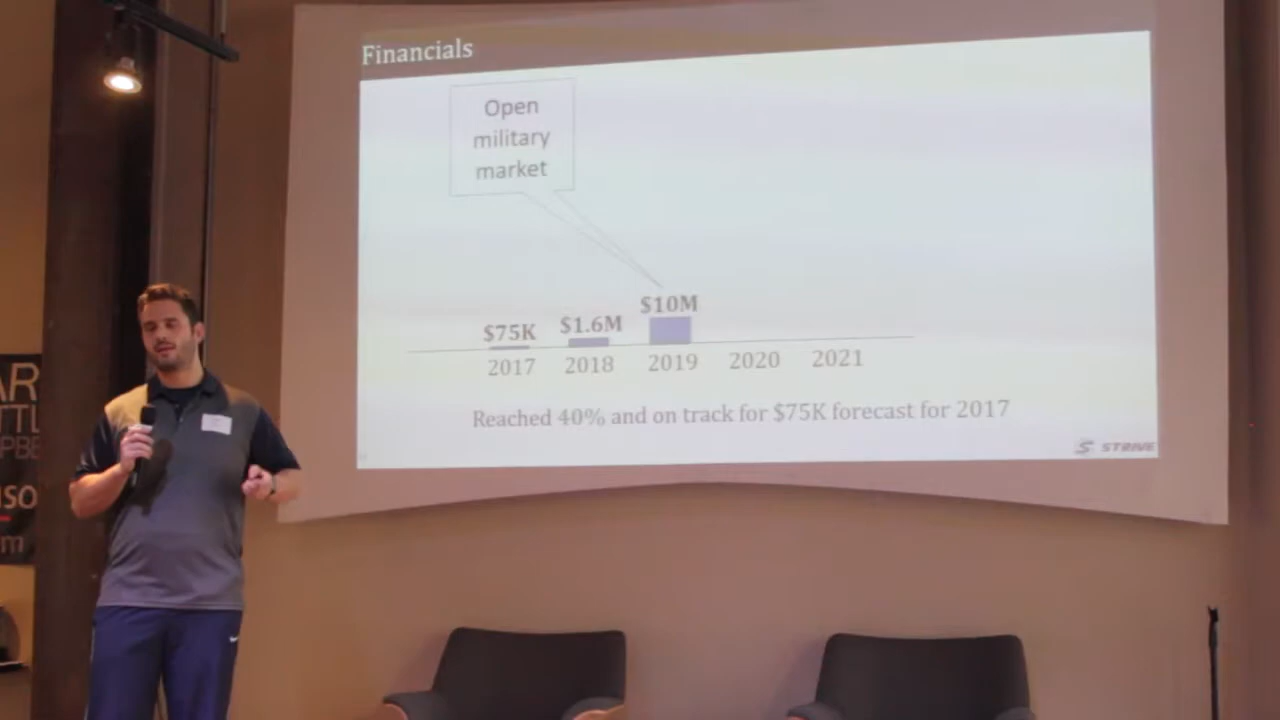 Financials
Open
military
market
$75K
$1.6M
$10M
2017
2018
2019
2020
2021
Reached 40% and on track for $75K forecast for 2017
STRIVE